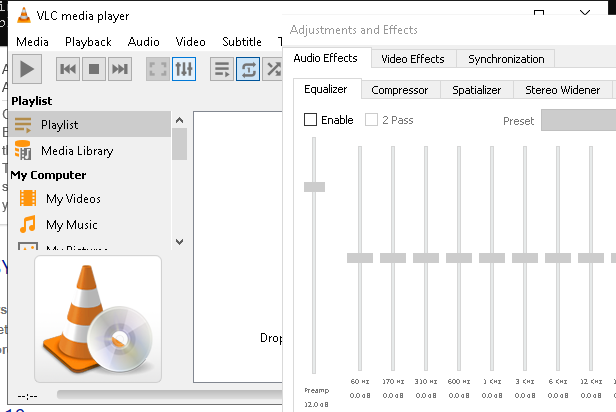 VLC media player
Media Playback Audio Video Subtitle T
Playlist
Playlist
Media Library
My Computer
My Videos
My Music
My Pictures
Drop
--:--
Adjustments and Effects
Audio Effects Video Effects Synchronization
Equalizer Compressor Spatializer Stereo Widener
Enable 2 Pass Preset
60 Hz 170 Hz 310 Hz 600 Hz 1 KHz 3 KHz 6 KHz 12 KHz
0.0 dB 0.0 dB 0.0 dB 0.0 dB 0.0 dB 0.0 dB 0.0 dB 0.0 dB
Preamp
12.0 dB